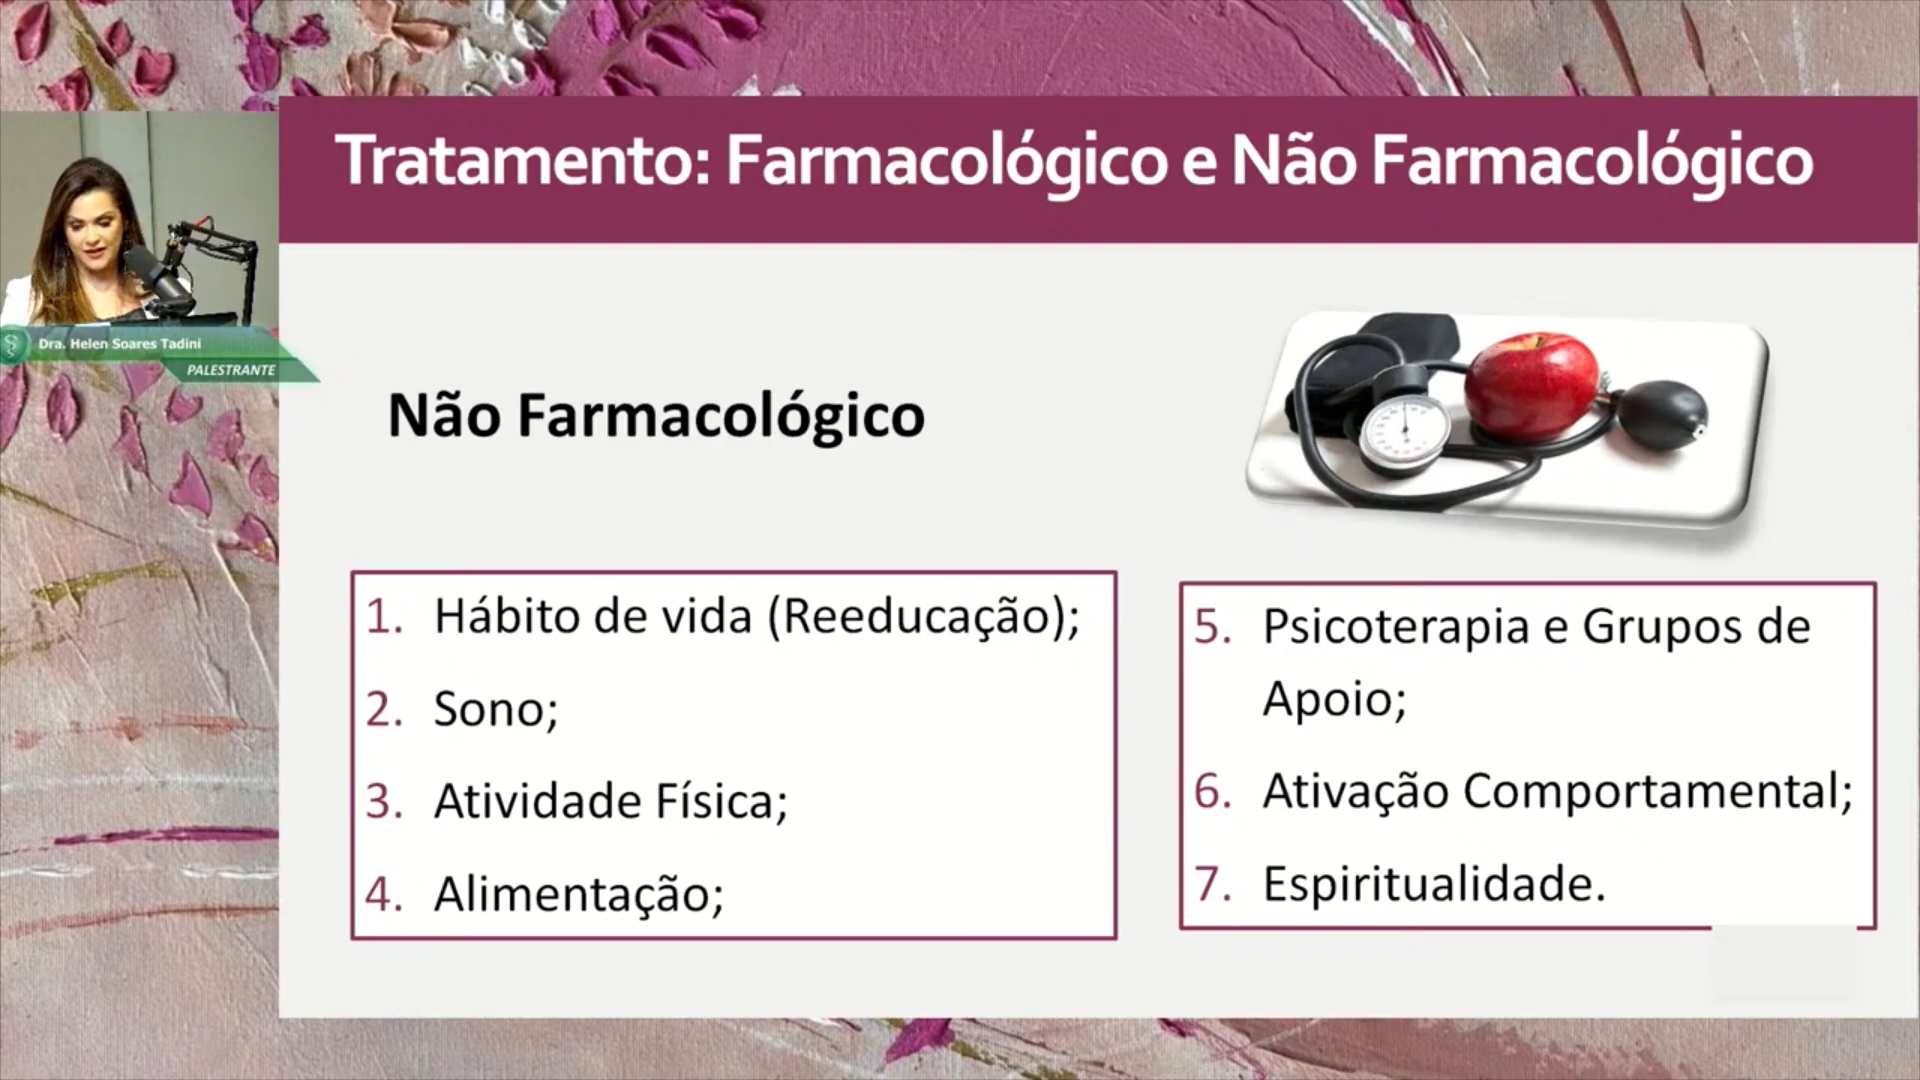 Tratamento: Farmacológico e Não Farmacológico
Dra. Helen Soares Tadini
PALESTRANTE
Não Farmacológico
1. Hábito de vida (Reeducação);
2. Sono;
3. Atividade Física;
4. Alimentação;
5. Psicoterapia e Grupos de
Apoio;
6. Ativação Comportamental;
7. Espiritualidade.